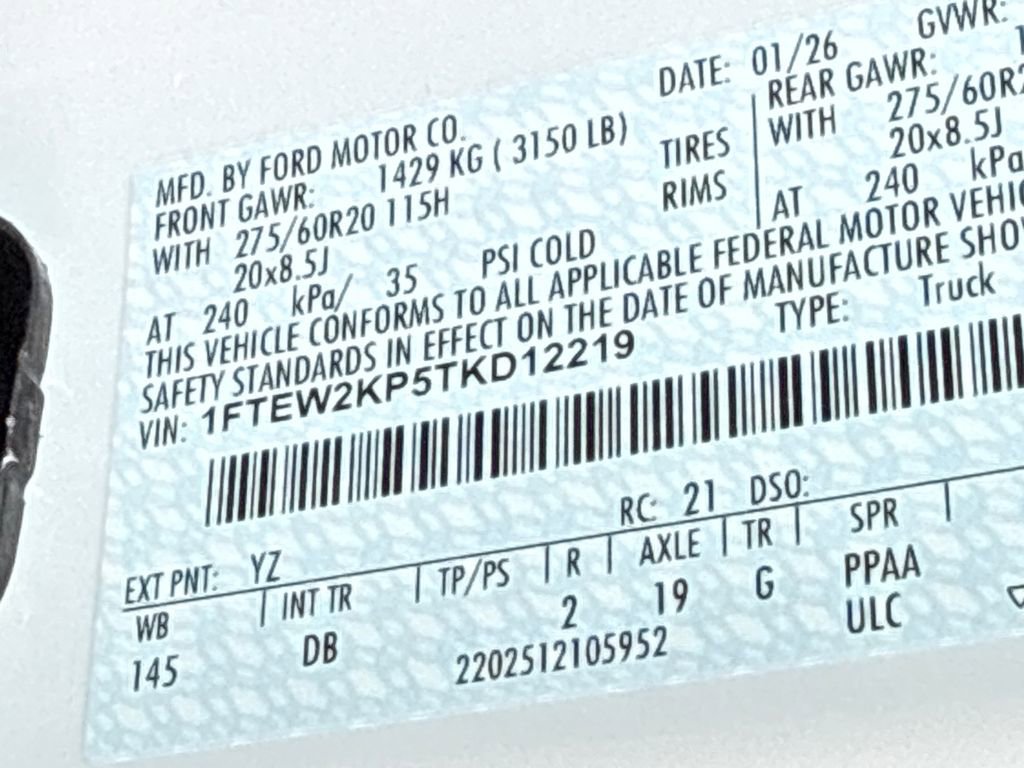 DATE: 01/26 GVWR:
MFD. BY FORD MOTOR CO.
FRONT GAWR: 1429 KG ( 3150 LB) REAR GAWR:
WITH 275/60R20 115H TIRES WITH 275/60R
20x8.5J RIMS 20x8.5J
AT 240 kPa/ 35 PSI COLD AT 240 kPa
THIS VEHICLE CONFORMS TO ALL APPLICABLE FEDERAL MOTOR
SAFETY STANDARDS IN EFFECT ON THE DATE OF MANUFACTURE
VIN: 1FTEW2KP5TKD12219 TYPE: Truck
RC: 21 DSO:
EXT PNT: YZ
WB INT TR TP/PS R AXLE TR SPR
145 DB 2 19 G PPAA
2202512105952 ULC